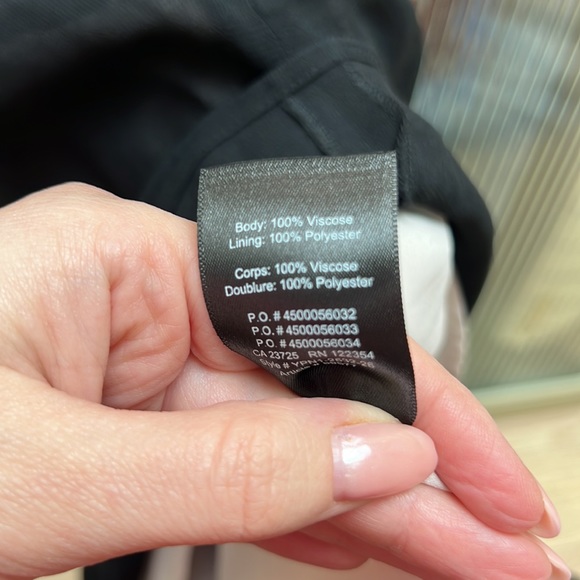 Body: 100% Viscose
Lining: 100% Polyester
Corps: 100% Viscose
Doublure: 100% Polyester
P.O. # 4500056032
P.O. # 4500056033
P.O. # 4500056034
CA 23725 RN 122354
Style #